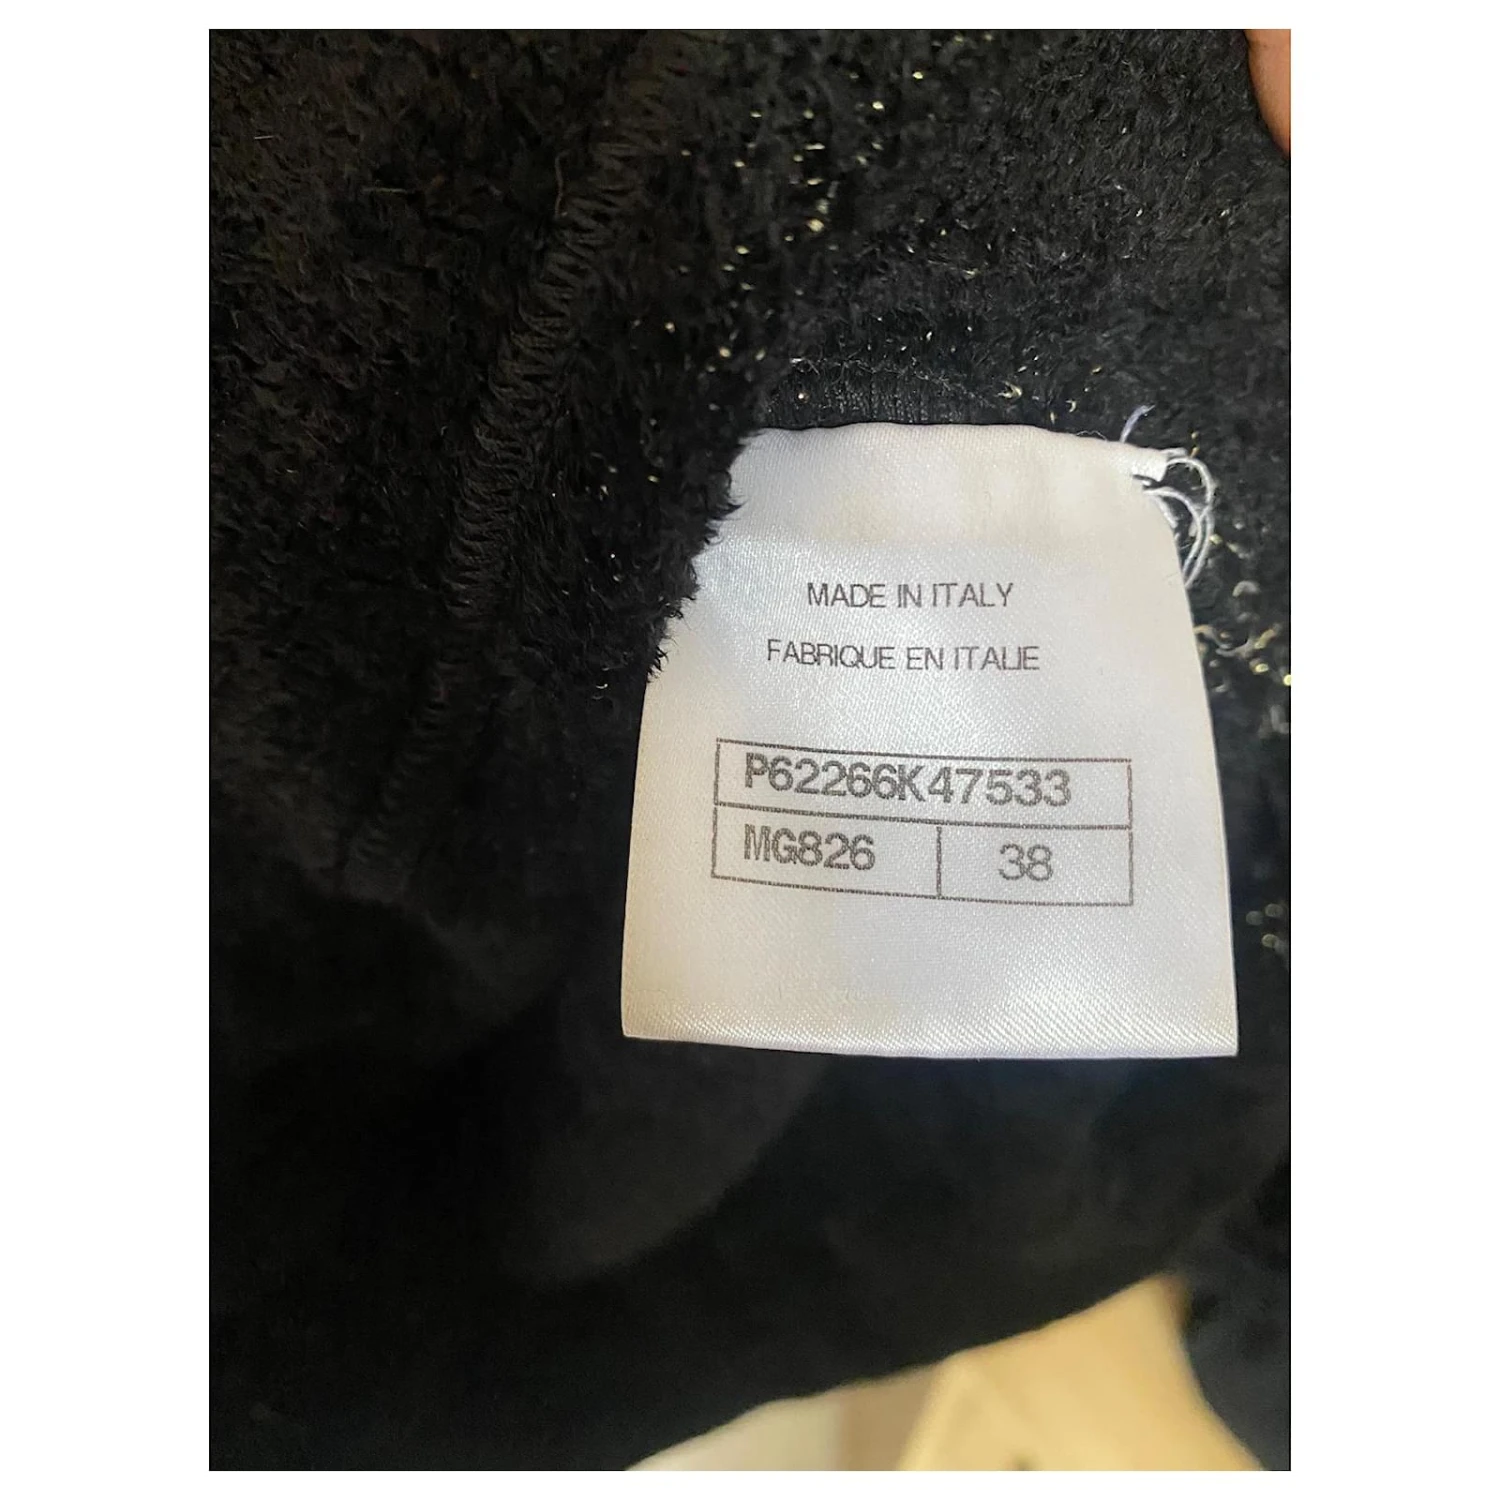 MADE IN ITALY
FABRIQUE EN ITALIE
P62266K47533
MG826 38